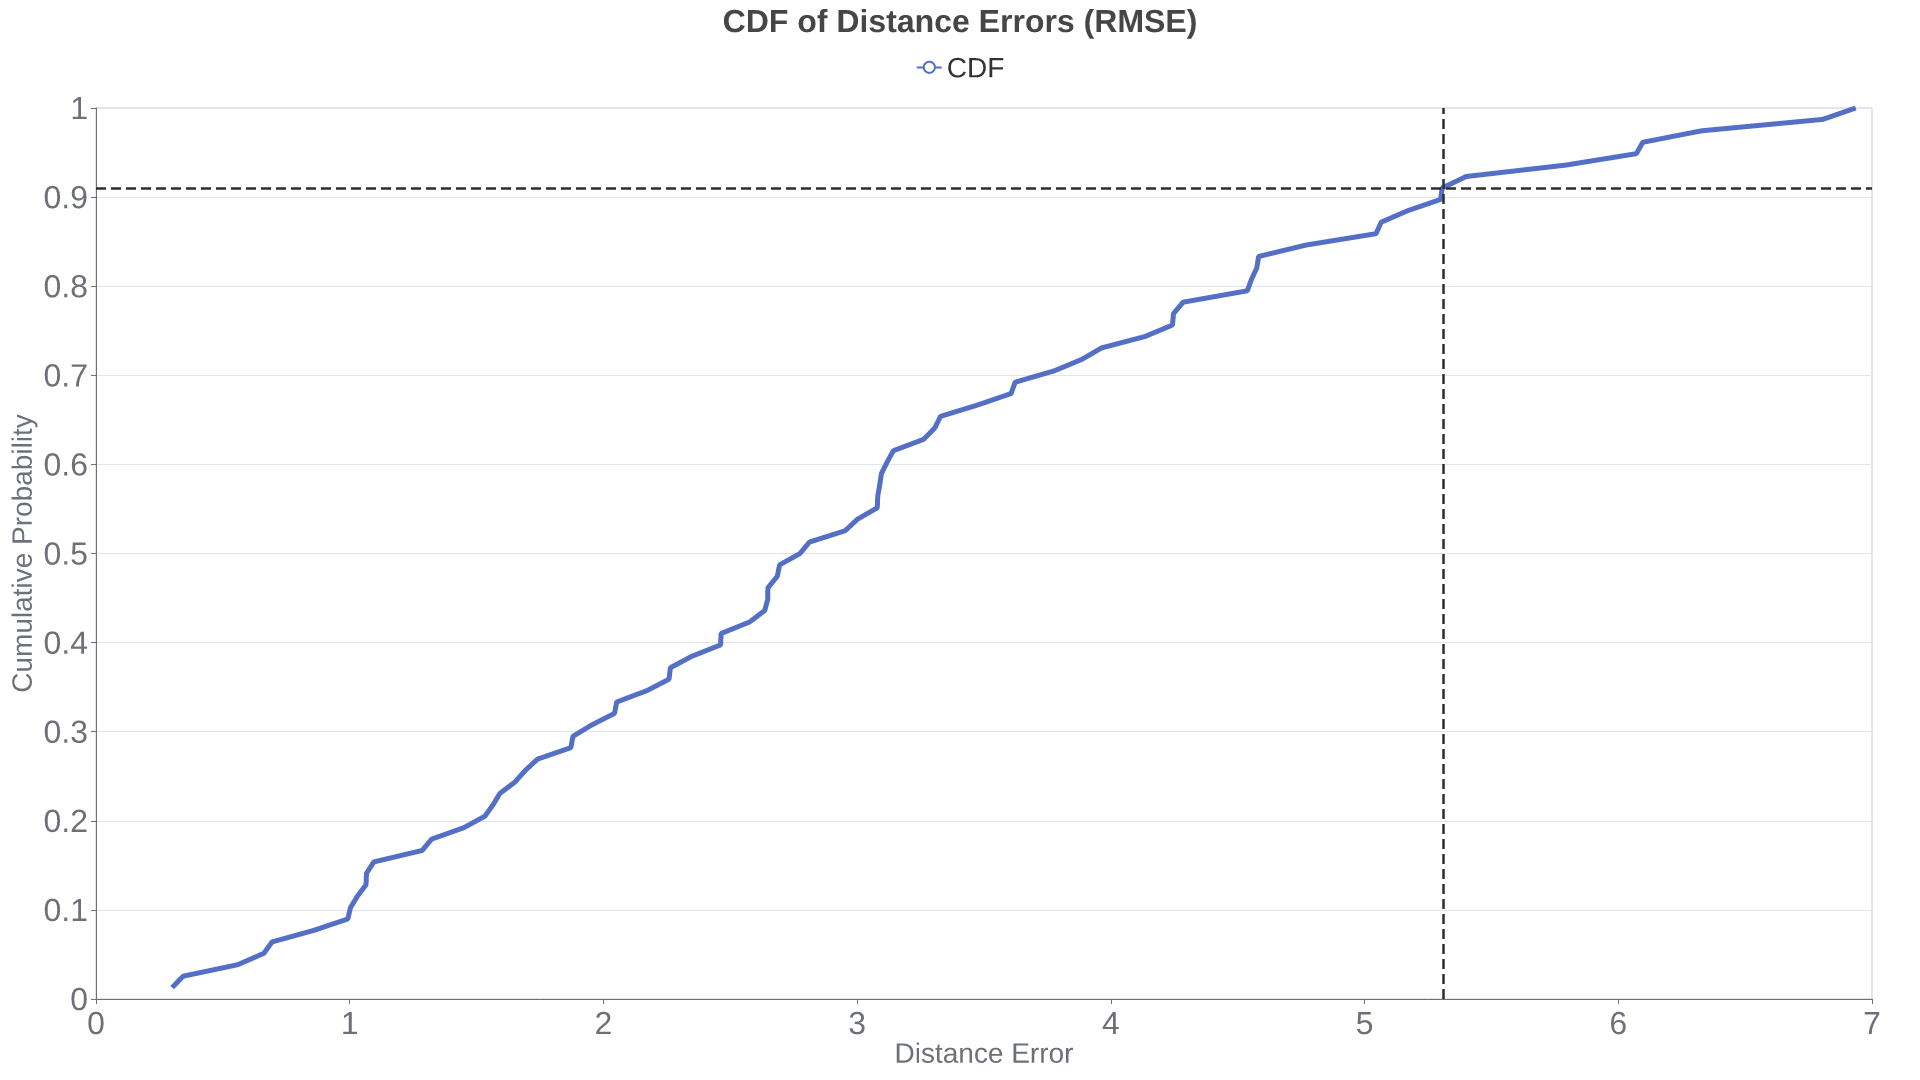 CDF of Distance Errors (RMSE)
CDF
1
0.9
0.8
0.7
0.6
0.5
0.4
0.3
0.2
0.1
0
Cumulative Probability
0 1 2 3 4 5 6 7
Distance Error